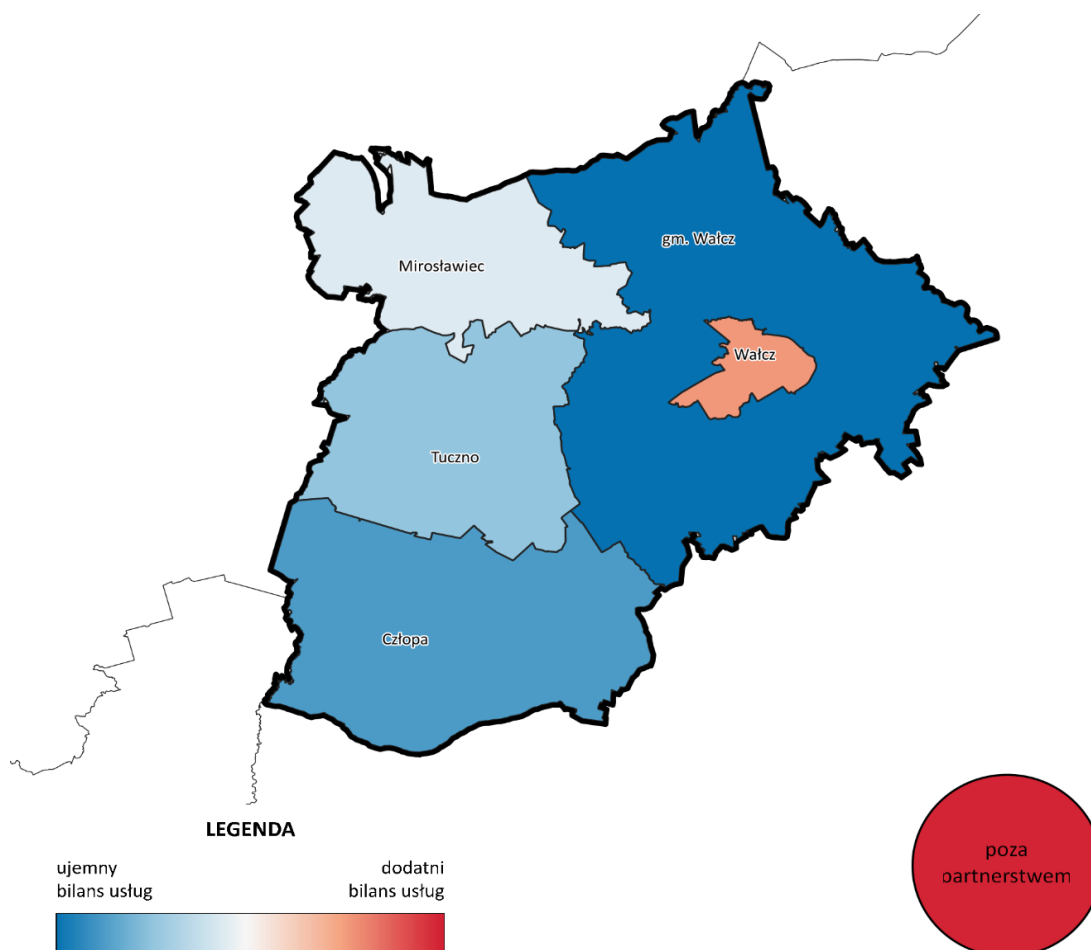 gm. Wałcz
Mirosławiec
Wałcz
Tuczno
Człopa
LEGENDA
ujemny
bilans usług
dodatni
bilans usług
poza
partnerstwem